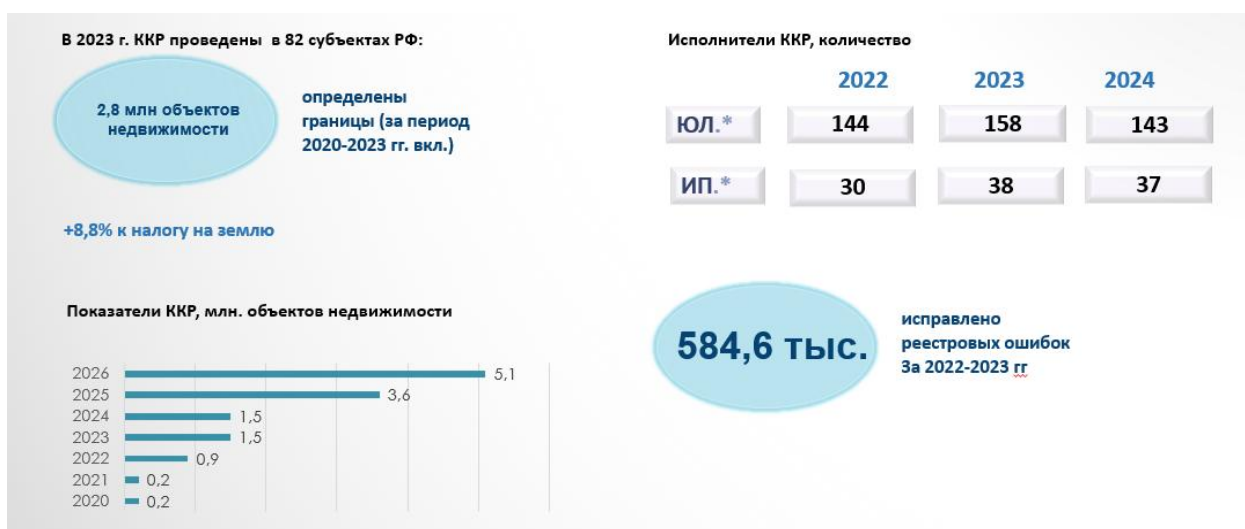 В 2023 г. ККР проведены в 82 субъектах РФ:
2,8 млн объектов
недвижимости
определены
границы (за период
2020-2023 гг. вкл.)
+8,8% к налогу на землю
Показатели ККР, млн. объектов недвижимости
2026 5,1
2025 3,6
2024 1,5
2023 1,5
2022 0,9
2021 0,2
2020 0,2
Исполнители ККР, количество
2022 2023 2024
ЮЛ.* 144 158 143
ИП.* 30 38 37
584,6 тыс.
исправлено
реестровых ошибок
За 2022-2023 гг